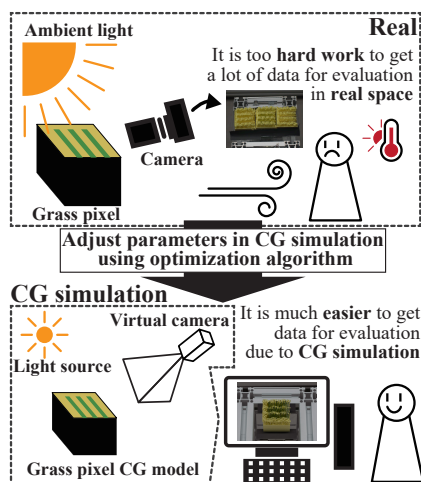 Real
Ambient light
It is too hard work to get
a lot of data for evaluation
in real space
Camera
Grass pixel
Adjust parameters in CG simulation
using optimization algorithm
CG simulation
Virtual camera
It is much easier to get
data for evaluation
due to CG simulation
Light source
Grass pixel CG model